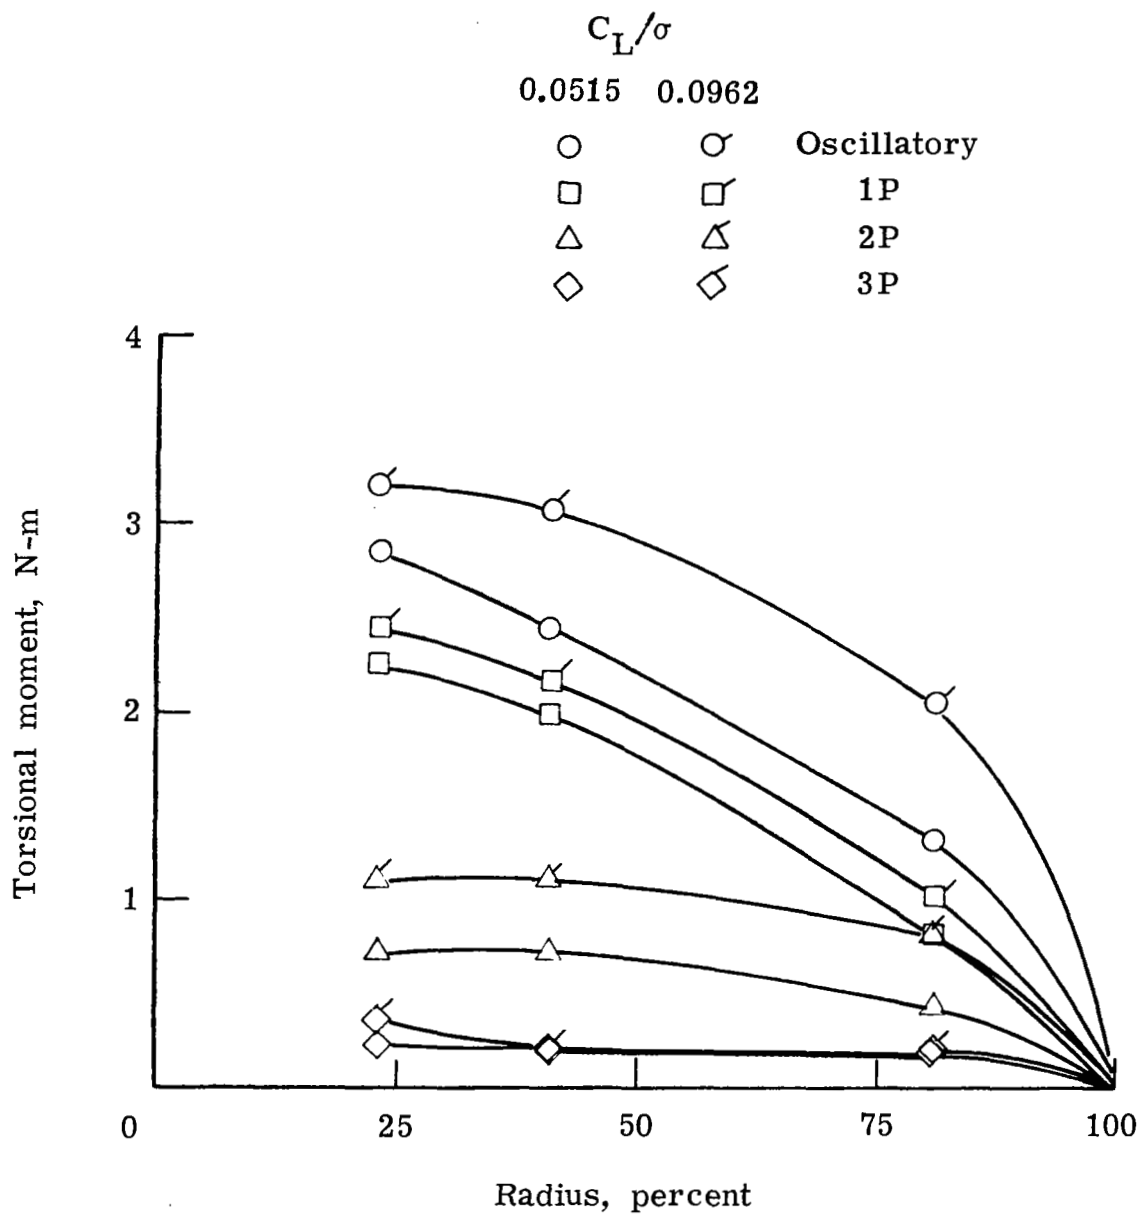 C_L/σ
0.0515 0.0962
Oscillatory
1P
2P
3P
4
3
2
1
Torsional moment, N-m
0 25 50 75 100
Radius, percent